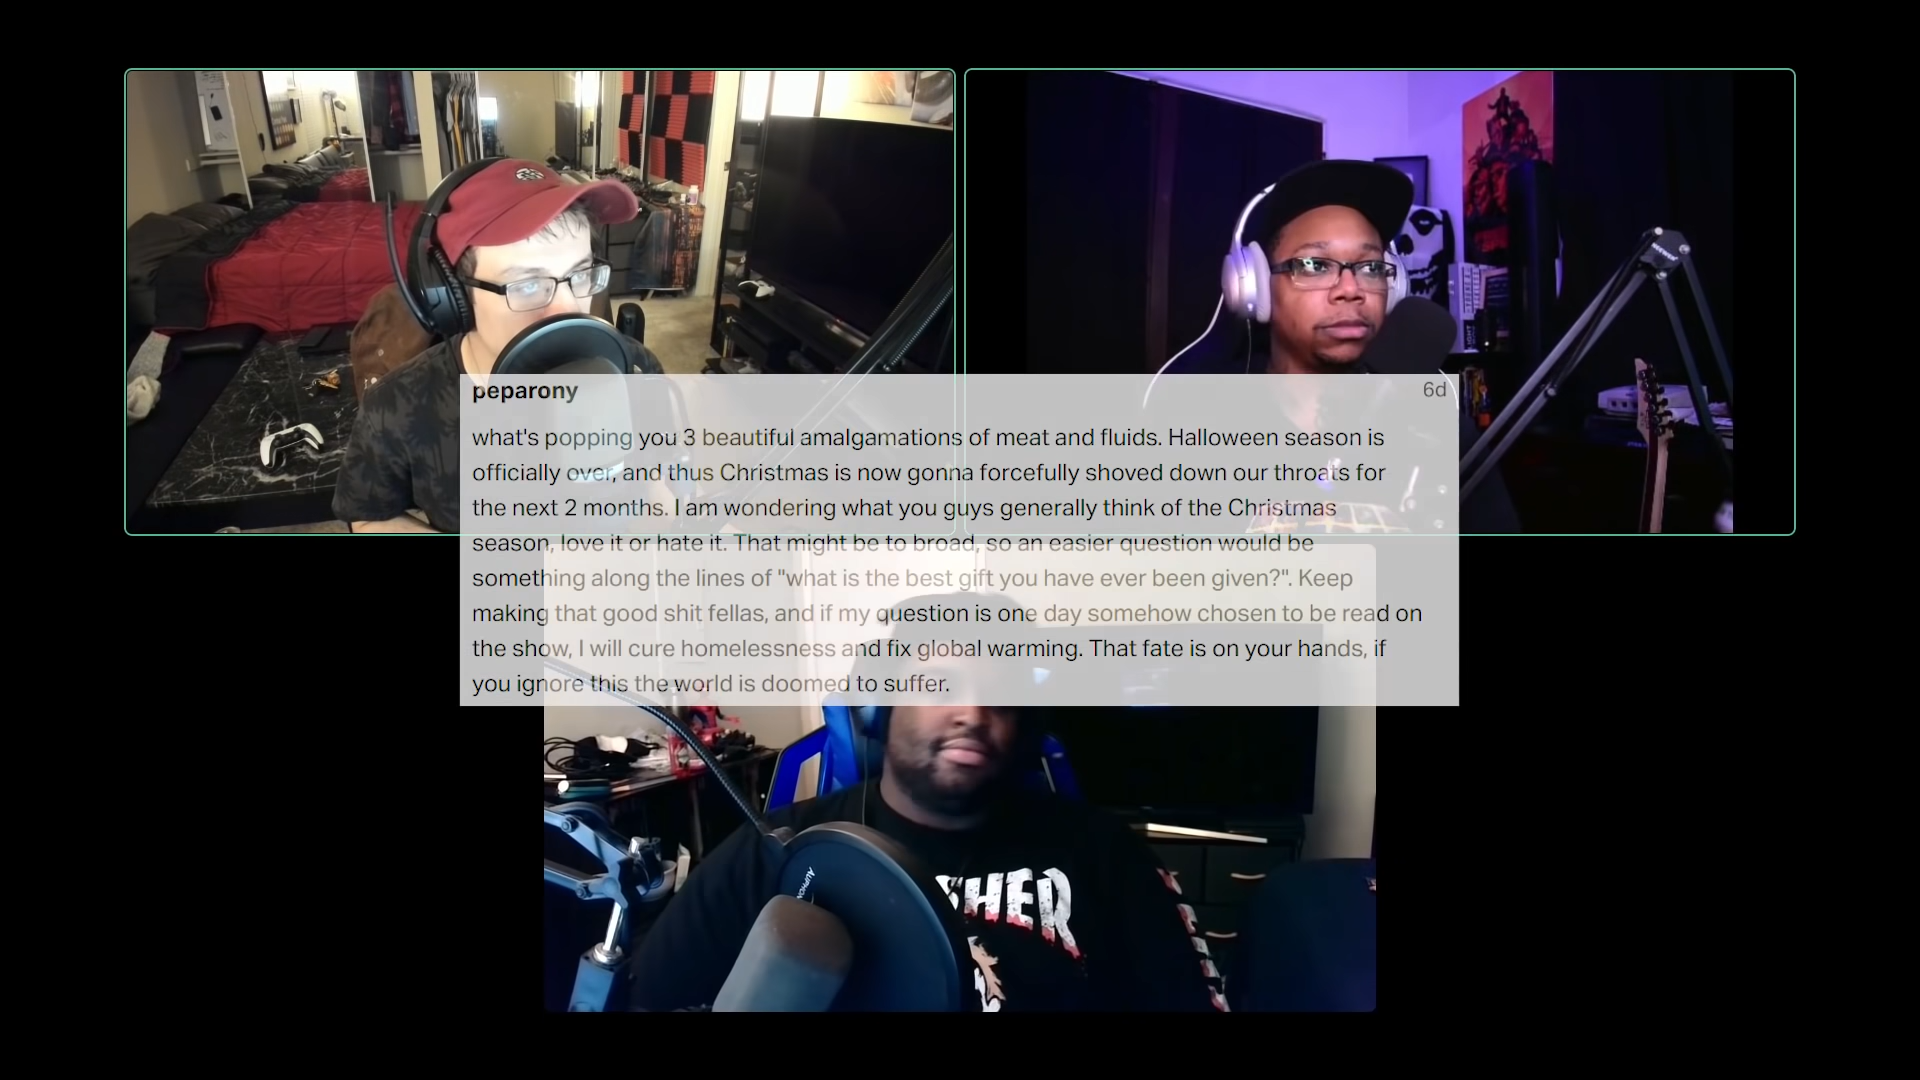 peparony 6d
what's popping you 3 beautiful amalgamations of meat and fluids. Halloween season is
officially over, and thus Christmas is now gonna forcefully shoved down our throats for
the next 2 months. I am wondering what you guys generally think of the Christmas
season, love it or hate it. That might be to broad, so an easier question would be
something along the lines of "what is the best gift you have ever been given?". Keep
making that good shit fellas, and if my question is one day somehow chosen to be read on
the show, I will cure homelessness and fix global warming. That fate is on your hands, if
you ignore this the world is doomed to suffer.
SHER